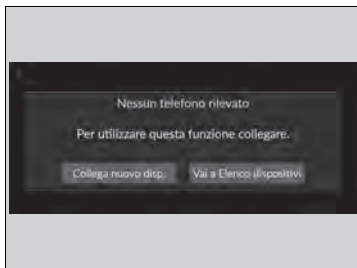 Nessun telefono rilevato
Per utilizzare questa funzione collegare.
Collega nuovo disp. Vai a Elenco dispositivi